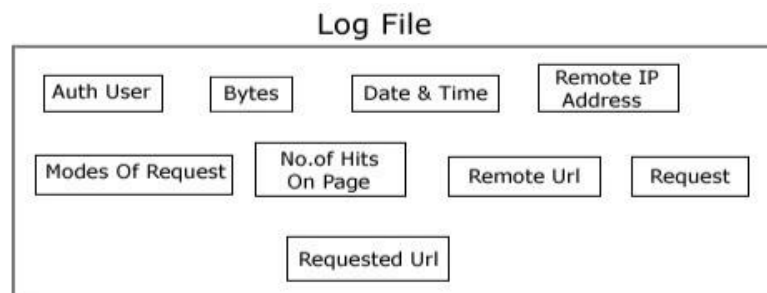 Log File
Auth User
Bytes
Date & Time
Remote IP
Address
Modes Of Request
No.of Hits
On Page
Remote Url
Request
Requested Url